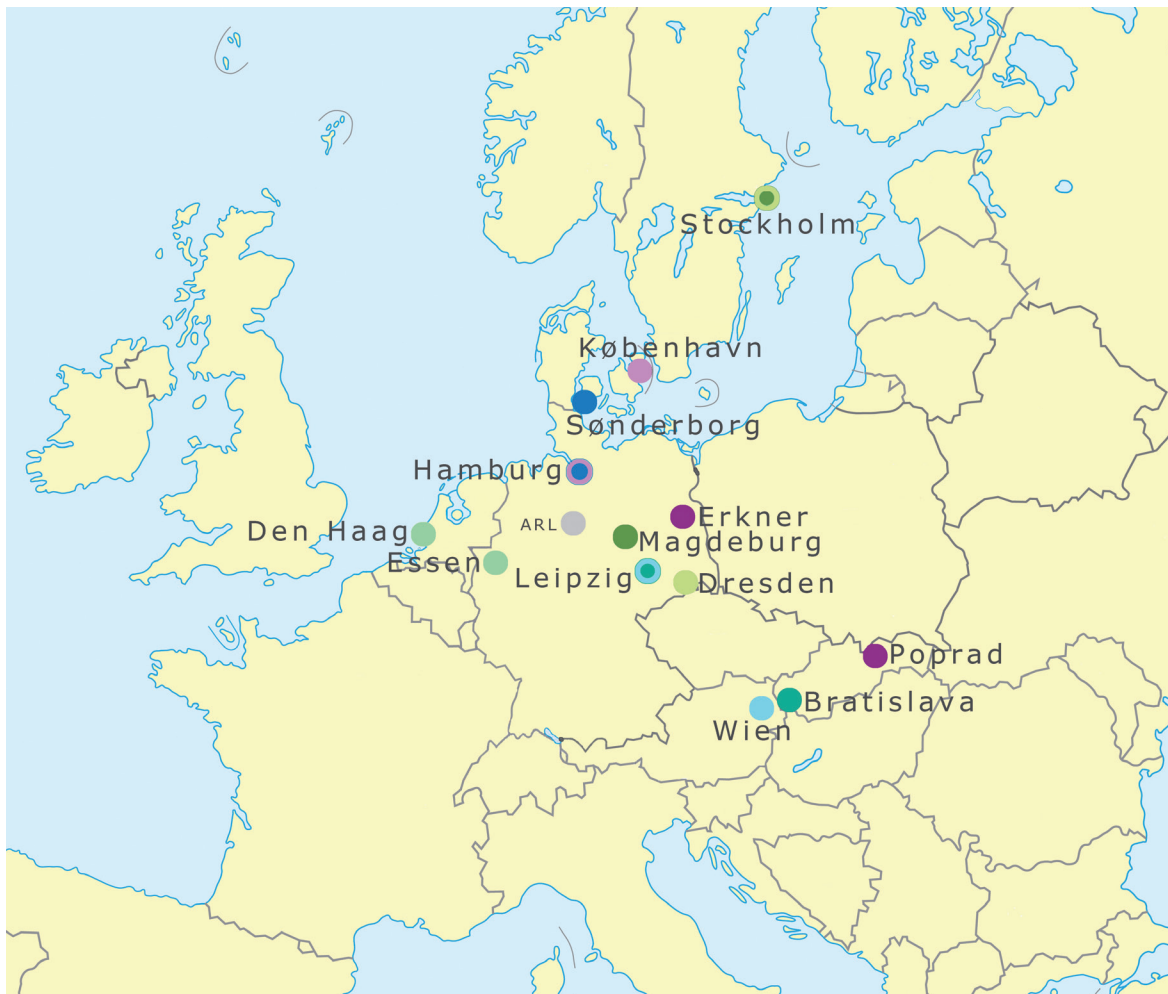 Stockholm
København
Sønderborg
Hamburg
Den Haag
ARL
Erkner
Magdeburg
Essen
Leipzig
Dresden
Poprad
Bratislava
Wien